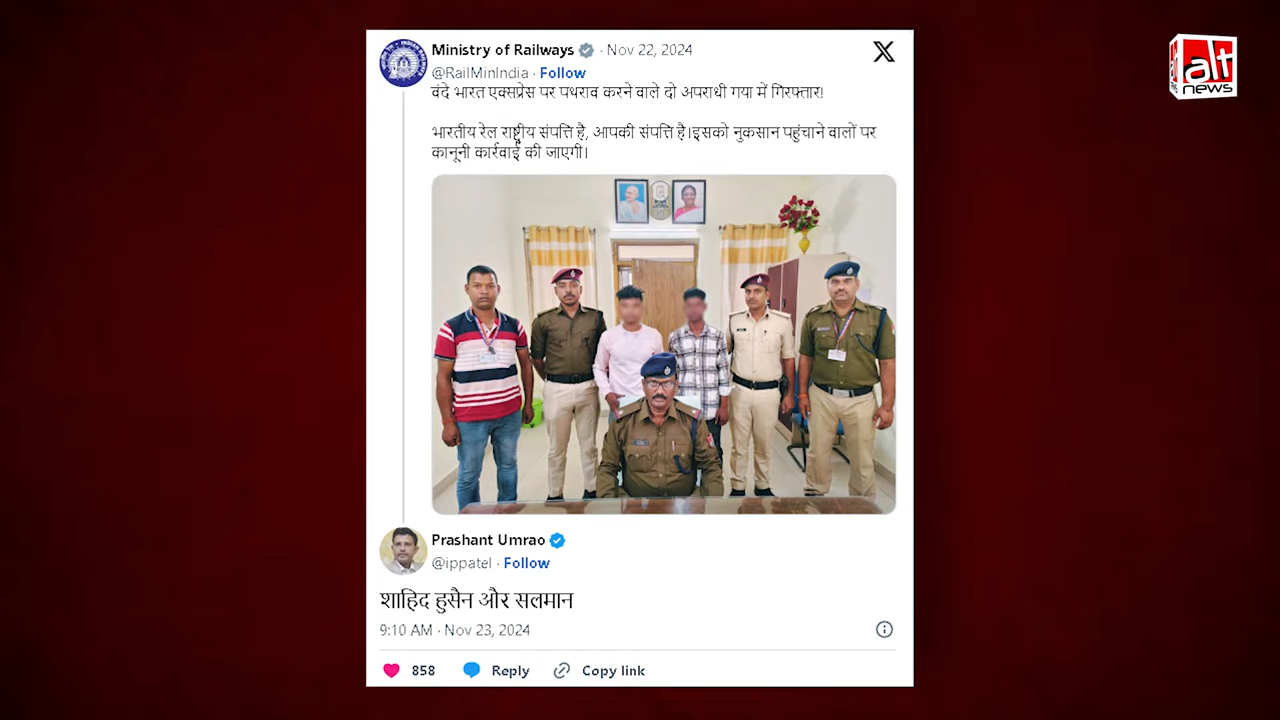 Ministry of Railways · Nov 22, 2024
@RailMinIndia · Follow
वंदे भारत एक्सप्रेस पर पथराव करने वाले दो अपराधी गया में गिरफ्तार!
भारतीय रेल राष्ट्रीय संपत्ति है, आपकी संपत्ति है।इसको नुकसान पहुंचाने वालों पर
कानूनी कार्रवाई की जाएगी।
Prashant Umrao
@ippatel · Follow
शाहिद हुसैन और सलमान
9:10 AM · Nov 23, 2024
858 Reply Copy link
alt
news